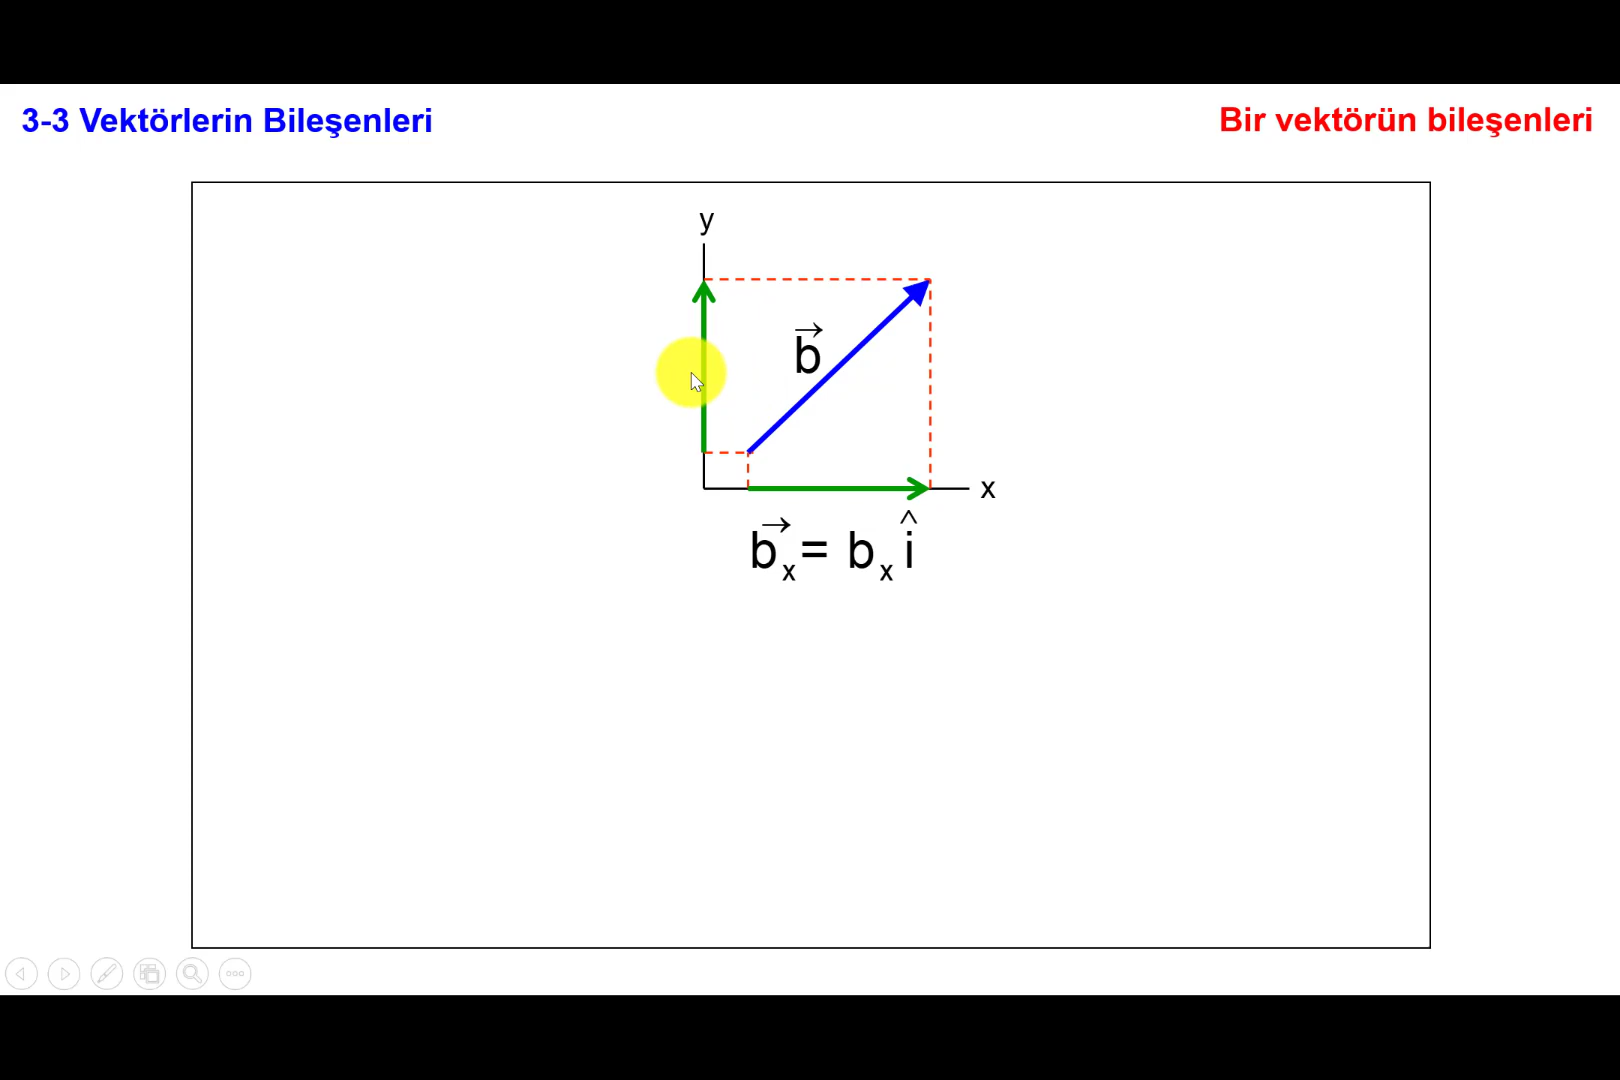 3-3 Vektörlerin Bileşenleri
Bir vektörün bileşenleri
y
b⃗
x
b⃗ₓ = bₓ î